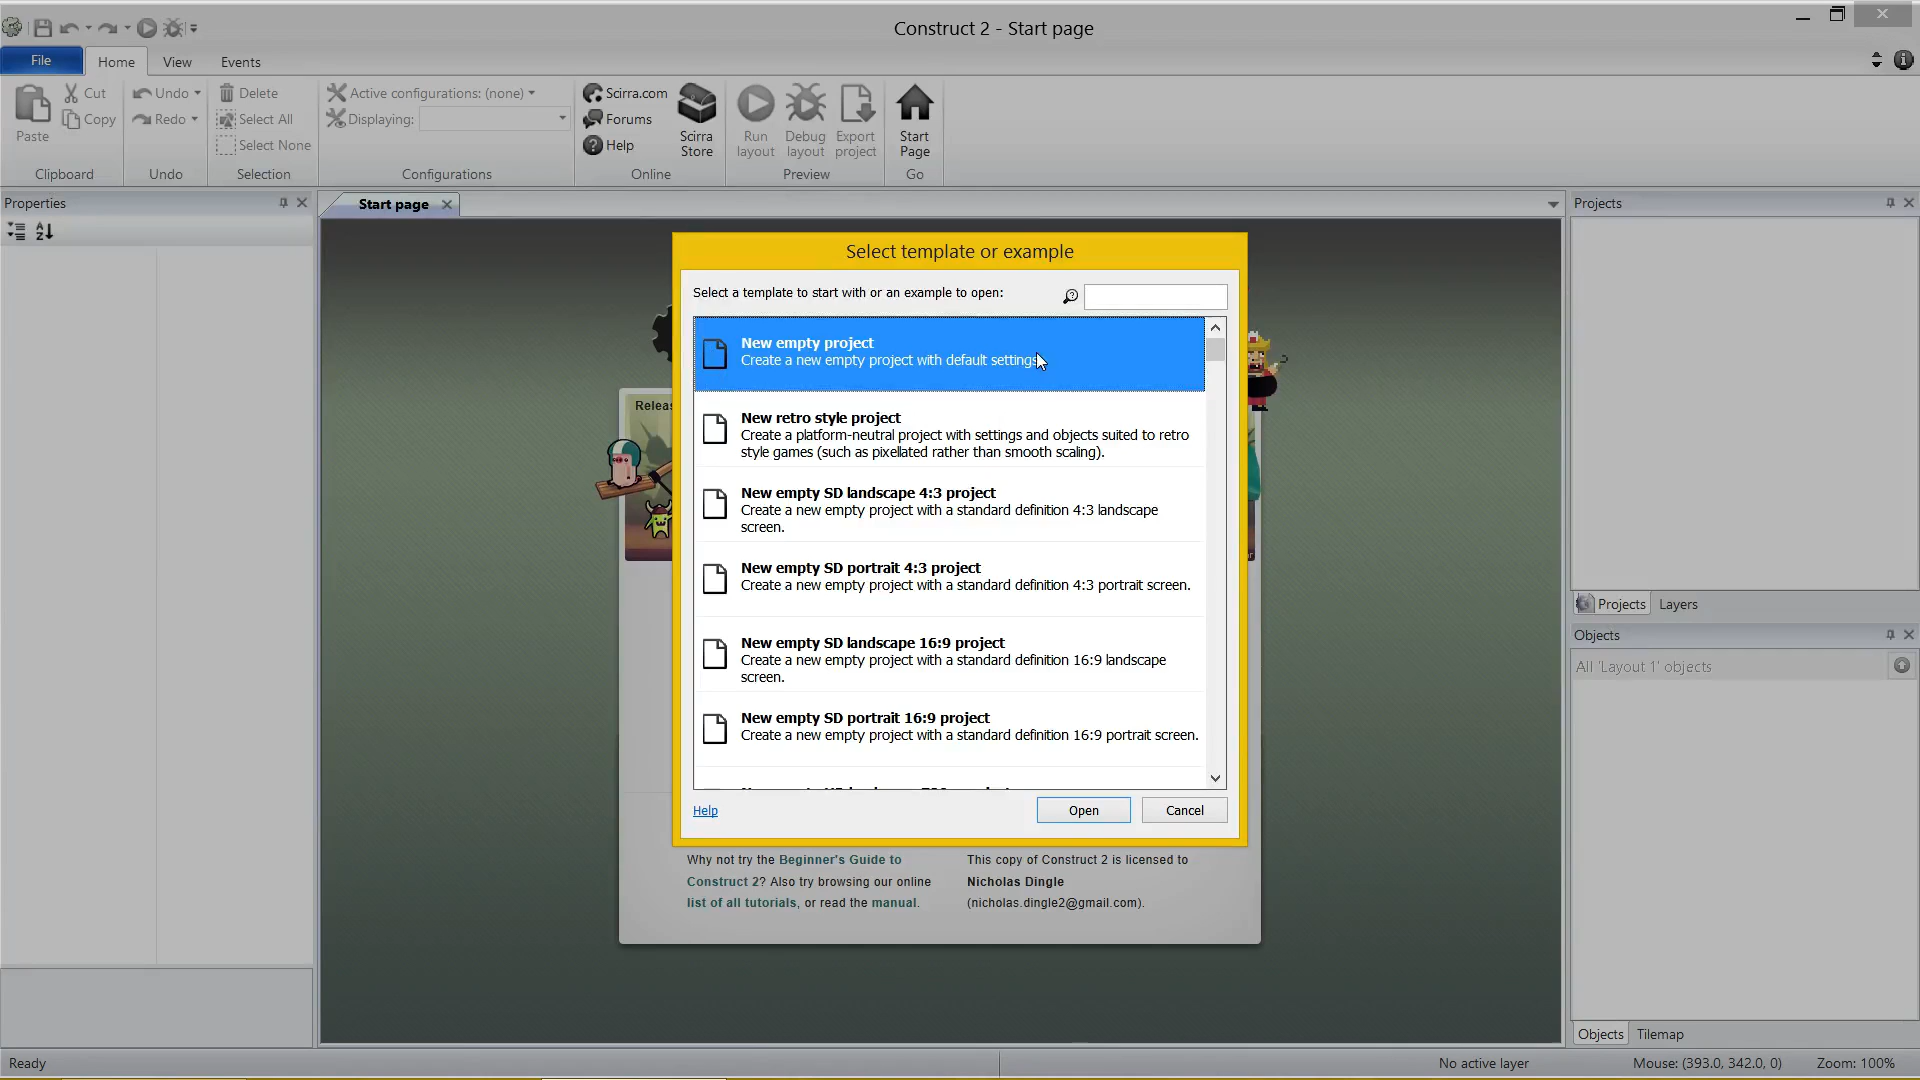 Construct 2 - Start page
File
Home
View
Events
Paste
Cut
Copy
Clipboard
Undo
Redo
Undo
Delete
Select All
Select None
Selection
Active configurations: (none)
Displaying:
Configurations
Scirra.com
Forums
Help
Scirra
Store
Online
Run
layout
Debug
layout
Export
project
Preview
Start
Page
Go
Properties
Start page
Projects
Select template or example
Select a template to start with or an example to open:
New empty project
Create a new empty project with default settings
New retro style project
Create a platform-neutral project with settings and objects suited to retro
style games (such as pixellated rather than smooth scaling).
New empty SD landscape 4:3 project
Create a new empty project with a standard definition 4:3 landscape
screen.
New empty SD portrait 4:3 project
Create a new empty project with a standard definition 4:3 portrait screen.
New empty SD landscape 16:9 project
Create a new empty project with a standard definition 16:9 landscape
screen.
New empty SD portrait 16:9 project
Create a new empty project with a standard definition 16:9 portrait screen.
Help
Open
Cancel
Why not try the Beginner's Guide to
Construct 2? Also try browsing our online
list of all tutorials, or read the manual.
This copy of Construct 2 is licensed to
Nicholas Dingle
(nicholas.dingle2@gmail.com).
Projects
Layers
Objects
All 'Layout 1' objects
Objects
Tilemap
Ready
No active layer
Mouse: (393.0, 342.0, 0)
Zoom: 100%